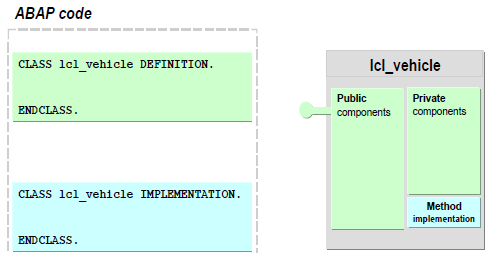 ABAP code
CLASS lcl_vehicle DEFINITION.
ENDCLASS.
CLASS lcl_vehicle IMPLEMENTATION.
ENDCLASS.
lcl_vehicle
Public
components
Private
components
Method
implementation